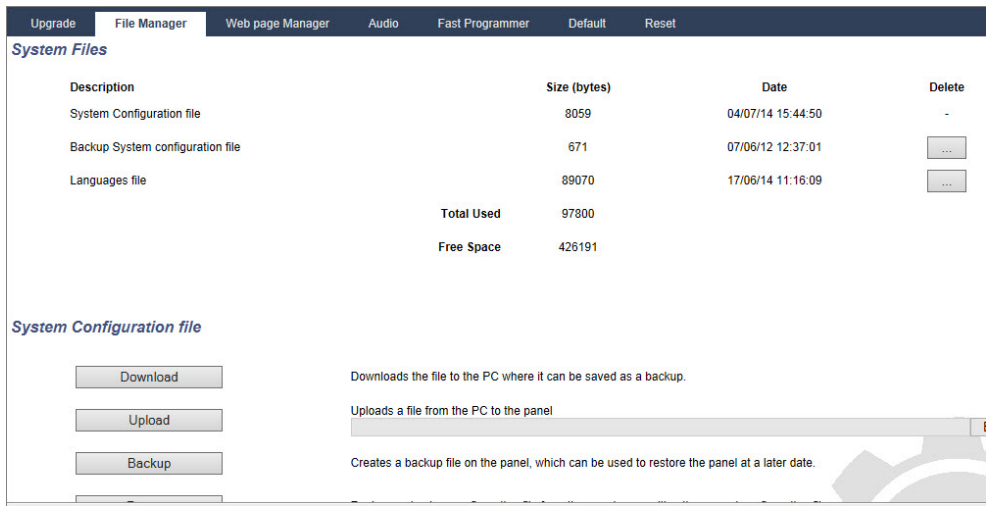 Upgrade File Manager Web page Manager Audio Fast Programmer Default Reset
System Files
Description Size (bytes) Date Delete
System Configuration file 8059 04/07/14 15:44:50 -
Backup System configuration file 671 07/06/12 12:37:01 ...
Languages file 89070 17/06/14 11:16:09 ...
Total Used 97800
Free Space 426191
System Configuration file
Download Downloads the file to the PC where it can be saved as a backup.
Uploads a file from the PC to the panel
Upload
Backup Creates a backup file on the panel, which can be used to restore the panel at a later date.